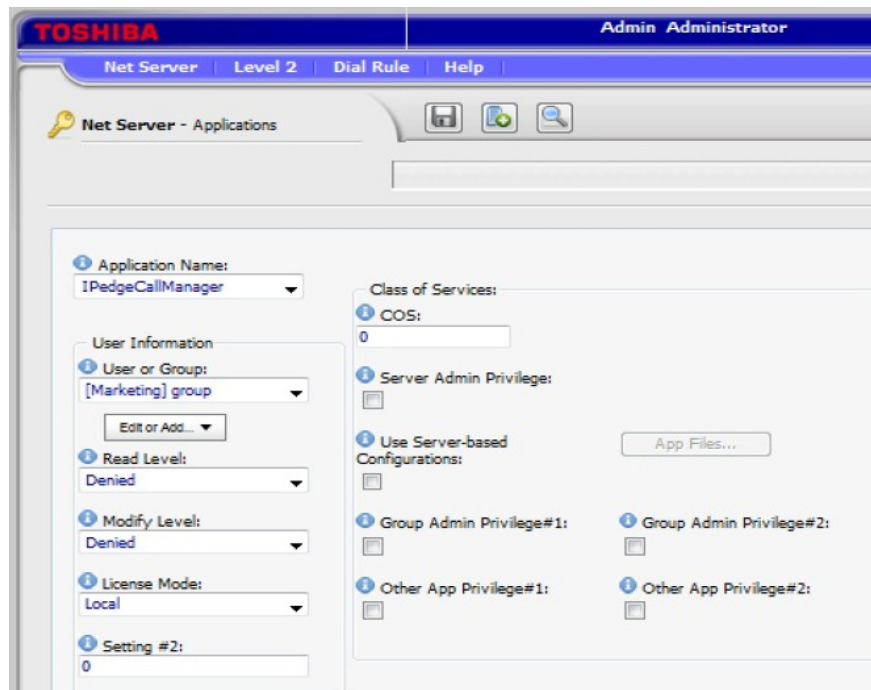 TOSHIBA
Admin Administrator
Net Server | Level 2 | Dial Rule | Help |
Net Server - Applications
Application Name:
IPedgeCallManager
User Information
User or Group:
[Marketing] group
Edit or Add...
Read Level:
Denied
Modify Level:
Denied
License Mode:
Local
Setting #2:
0
Class of Services:
COS:
0
Server Admin Privilege:
Use Server-based
Configurations:
App Files...
Group Admin Privilege#1:
Group Admin Privilege#2:
Other App Privilege#1:
Other App Privilege#2: